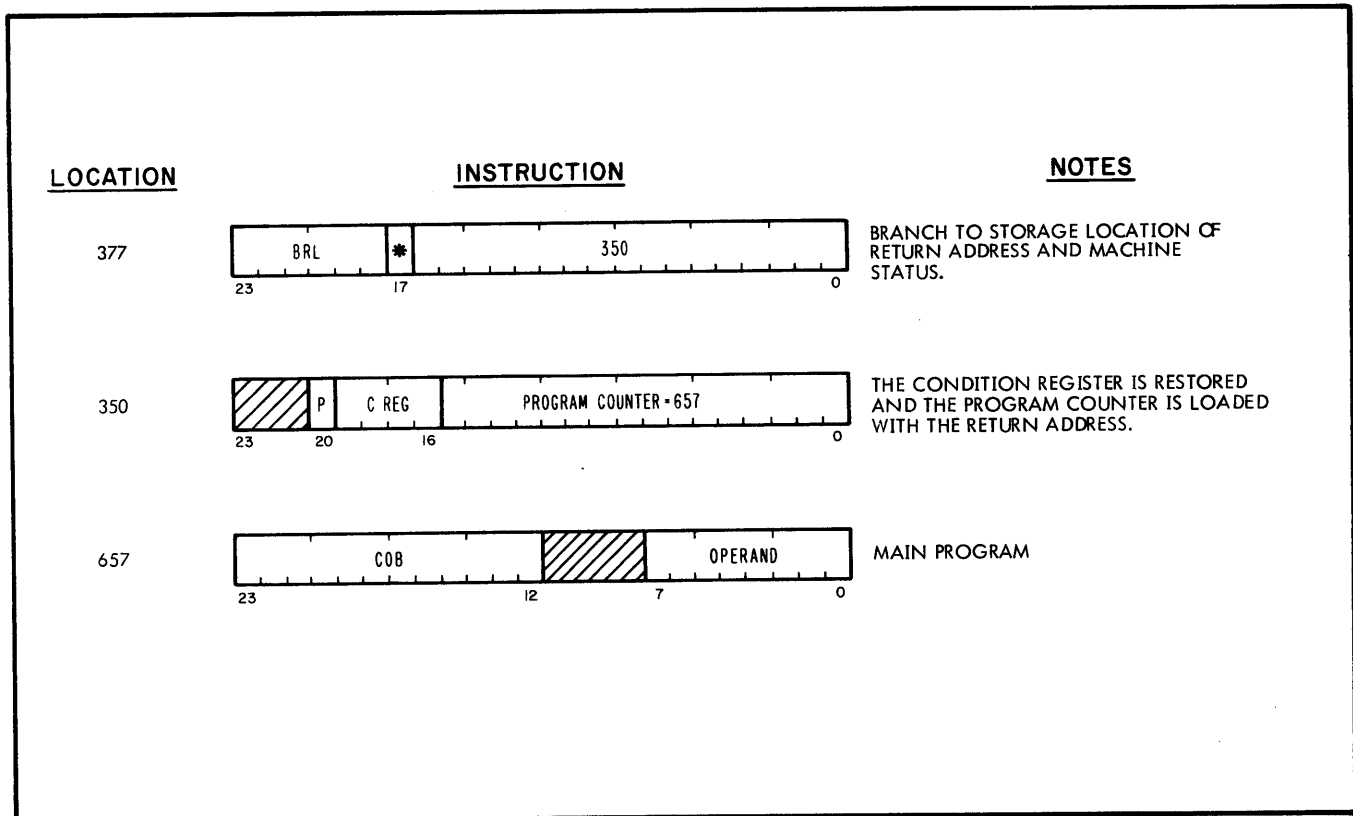 LOCATION INSTRUCTION NOTES
377 BRL * 350 BRANCH TO STORAGE LOCATION OF
RETURN ADDRESS AND MACHINE
STATUS.
23 17 0
350 P C REG PROGRAM COUNTER=657 THE CONDITION REGISTER IS RESTORED
AND THE PROGRAM COUNTER IS LOADED
WITH THE RETURN ADDRESS.
23 20 16 0
657 COB OPERAND MAIN PROGRAM
23 12 7 0